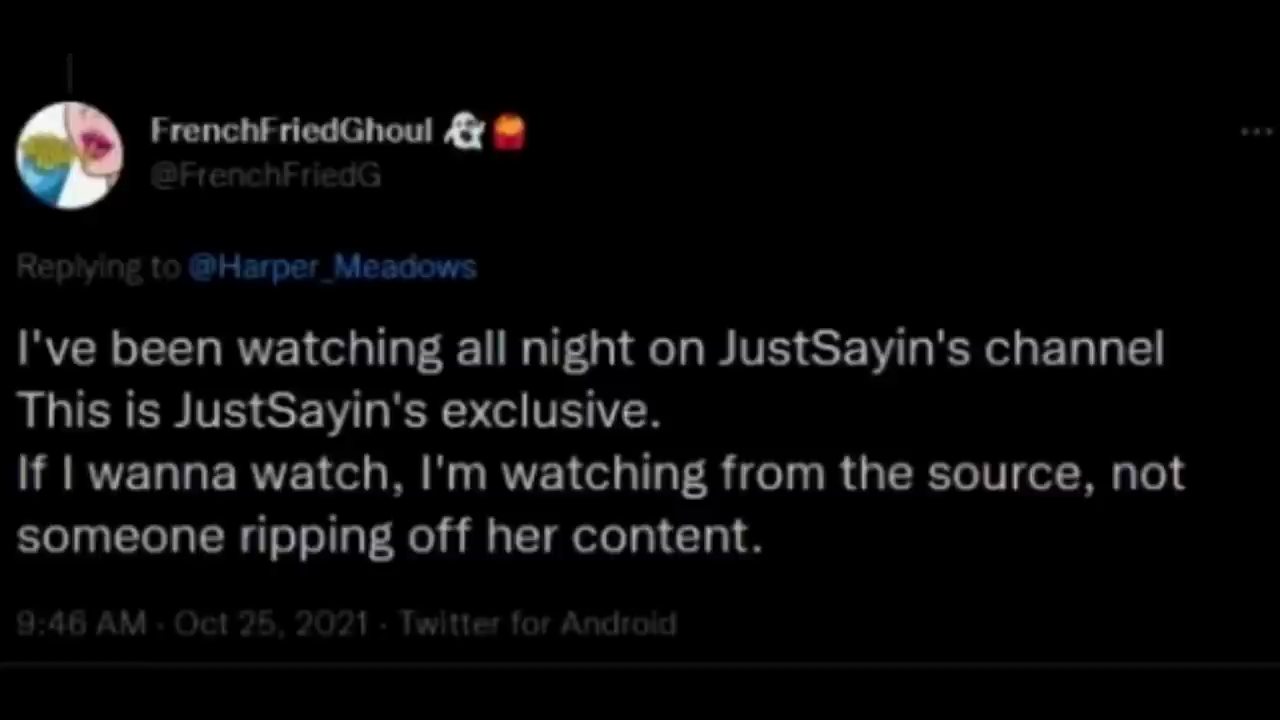 FrenchFriedGhoul 👻🍟
@FrenchFriedG
Replying to @Harper_Meadows
I've been watching all night on JustSayin's channel
This is JustSayin's exclusive.
If I wanna watch, I'm watching from the source, not
someone ripping off her content.
9:46 AM · Oct 25, 2021 · Twitter for Android